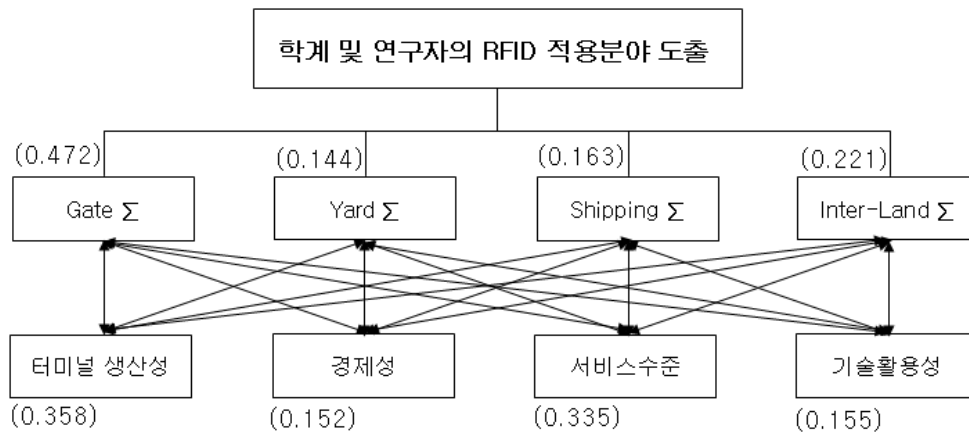 학계 및 연구자의 RFID 적용분야 도출
(0.472) (0.144) (0.163) (0.221)
Gate Σ Yard Σ Shipping Σ Inter-Land Σ
터미널 생산성 경제성 서비스수준 기술활용성
(0.358) (0.152) (0.335) (0.155)